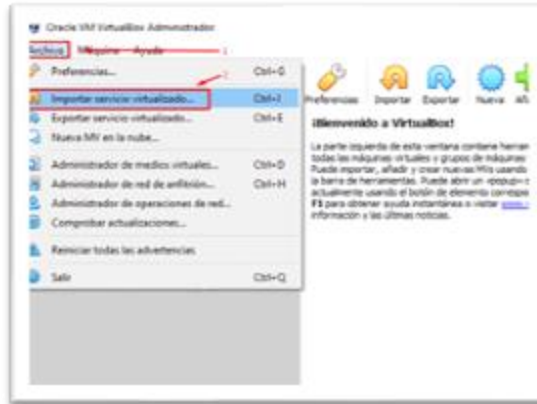 Oracle VM VirtualBox Administrador
Archivo Máquina Ayuda 1
Preferencias... Ctrl+G
2
Importar servicio virtualizado... Ctrl+I
Exportar servicio virtualizado... Ctrl+E
Nueva MV en la nube...
Administrador de medios virtuales... Ctrl+D
Administrador de red de anfitrión... Ctrl+H
Administrador de operaciones de red...
Comprobar actualizaciones...
Reiniciar todas las advertencias
Salir Ctrl+Q
Preferencias Importar Exportar Nueva Aña
¡Bienvenido a VirtualBox!
La parte izquierda de esta ventana contiene herram
todas las máquinas virtuales y grupos de máquinas
Puede importar, añadir y crear nuevas MVs usando
la barra de herramientas. Puede abrir un «popup» c
actualmente usando el botón de elemento correspo
F1 para obtener ayuda instantánea o visitar
información y las últimas noticias.